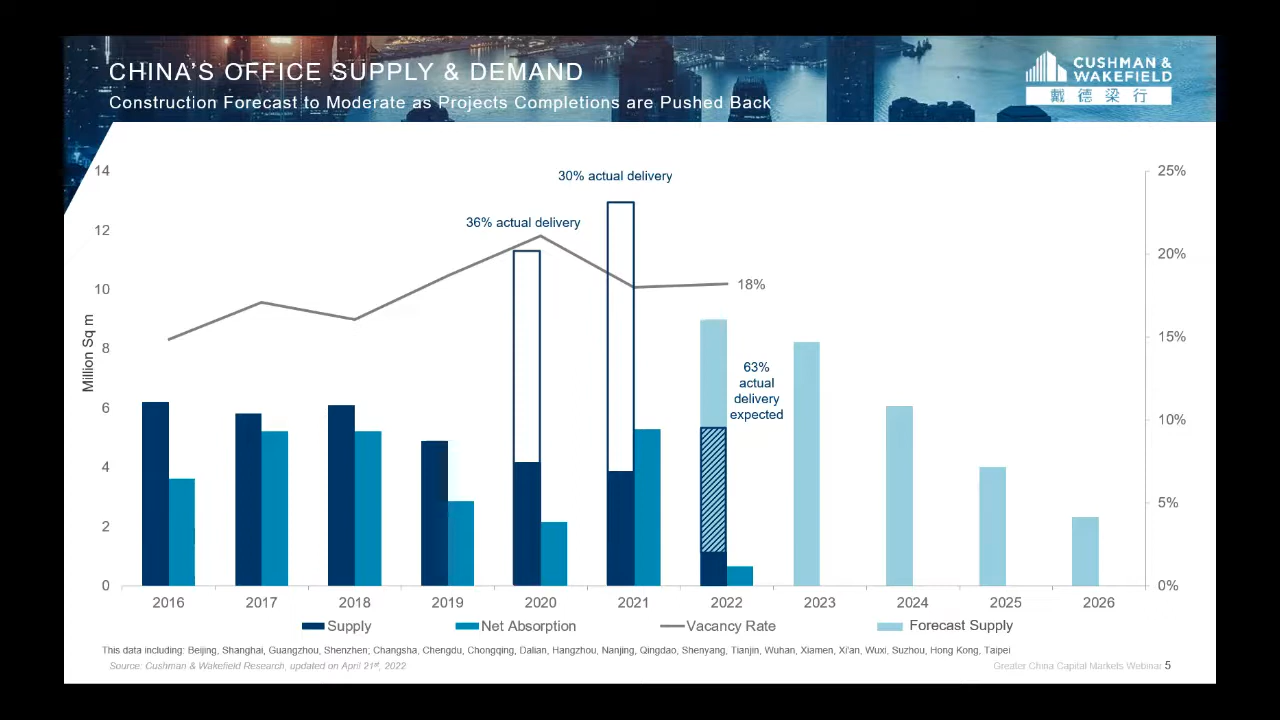 CHINA'S OFFICE SUPPLY & DEMAND
Construction Forecast to Moderate as Projects Completions are Pushed Back
CUSHMAN &
WAKEFIELD
戴德梁行
14
12
10
8
6
4
2
0
Million Sq m
25%
20%
15%
10%
5%
0%
30% actual delivery
36% actual delivery
18%
63%
actual
delivery
expected
2016 2017 2018 2019 2020 2021 2022 2023 2024 2025 2026
Supply Net Absorption Vacancy Rate Forecast Supply
This data including: Beijing, Shanghai, Guangzhou, Shenzhen; Changsha, Chengdu, Chongqing, Dalian, Hangzhou, Nanjing, Qingdao, Shenyang, Tianjin, Wuhan, Xiamen, Xi'an, Wuxi, Suzhou, Hong Kong, Taipei
Source: Cushman & Wakefield Research, updated on April 21st, 2022
Greater China Capital Markets Webinar 5